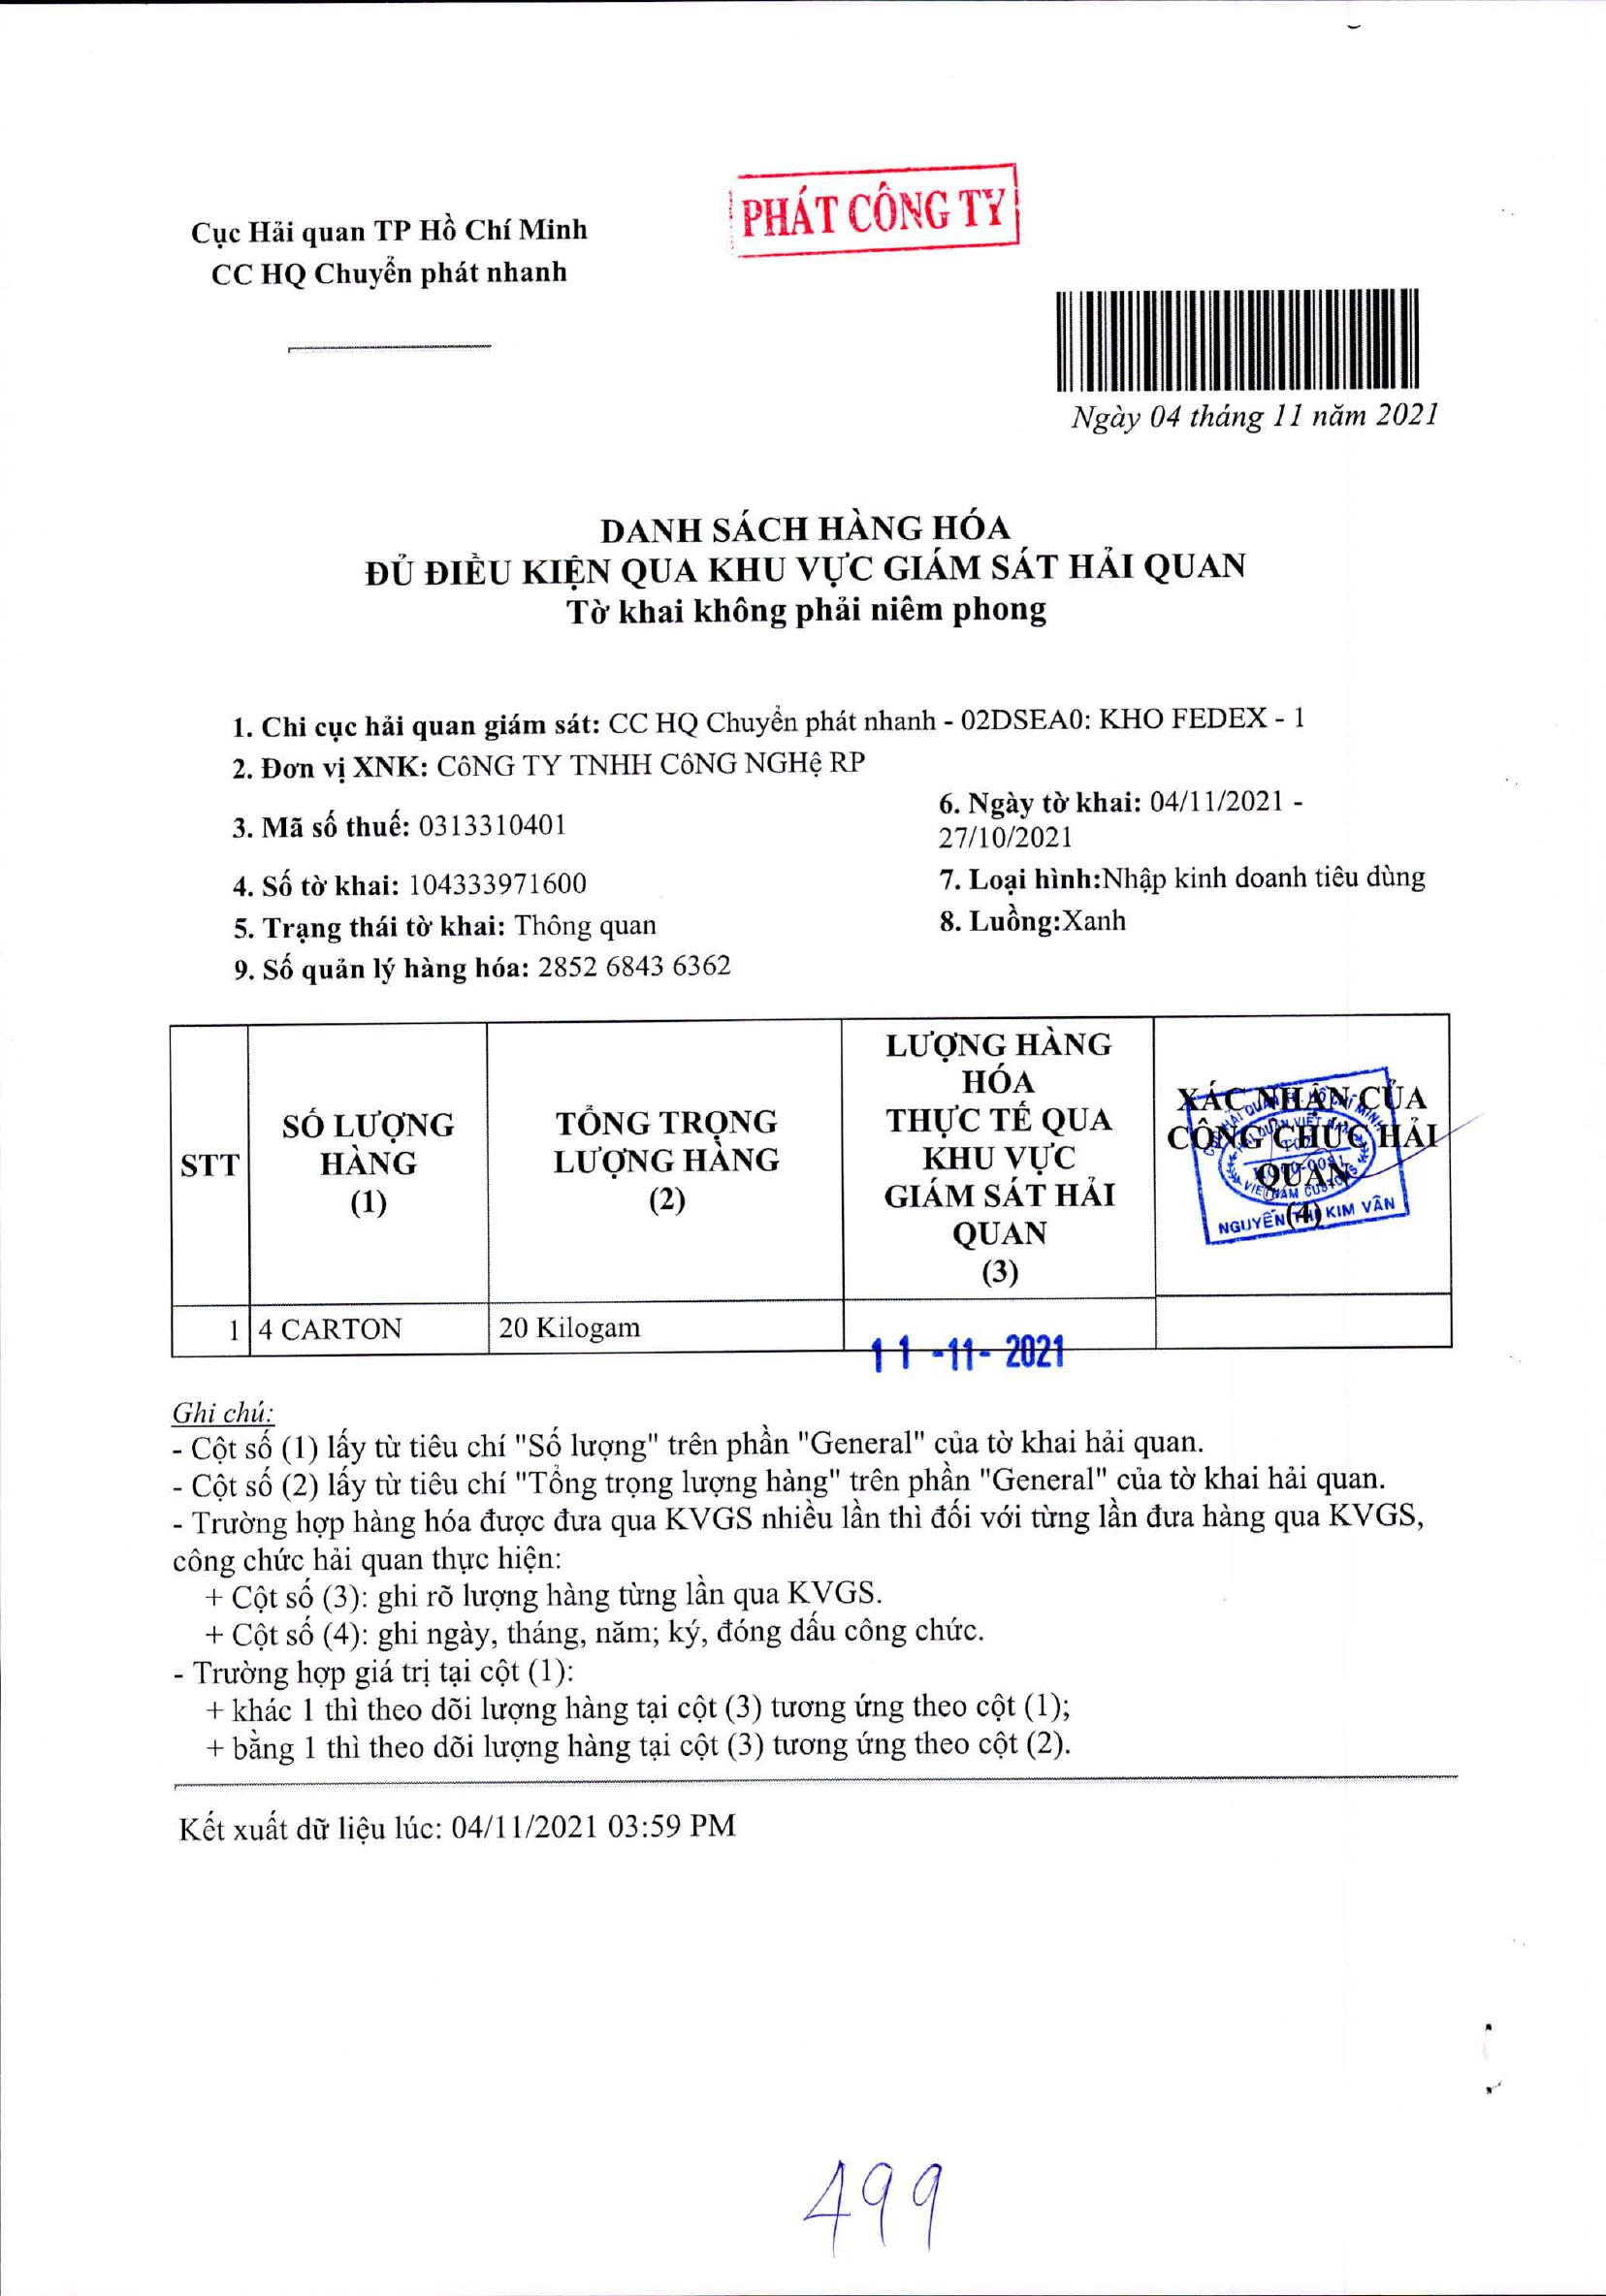 PHÁT CÔNG TY
Cục Hải quan TP Hồ Chí Minh
CC HQ Chuyển phát nhanh
Ngày 04 tháng 11 năm 2021
DANH SÁCH HÀNG HÓA
ĐỦ ĐIỀU KIỆN QUA KHU VỰC GIÁM SÁT HẢI QUAN
Tờ khai không phải niêm phong
1. Chi cục hải quan giám sát: CC HQ Chuyển phát nhanh - 02DSEA0: KHO FEDEX - 1
2. Đơn vị XNK: CôNG TY TNHH CôNG NGHệ RP
3. Mã số thuế: 0313310401
6. Ngày tờ khai: 04/11/2021 -
27/10/2021
4. Số tờ khai: 104333971600
7. Loại hình:Nhập kinh doanh tiêu dùng
5. Trạng thái tờ khai: Thông quan
8. Luồng:Xanh
9. Số quản lý hàng hóa: 2852 6843 6362
STT
SỐ LƯỢNG
HÀNG
(1)
TỔNG TRỌNG
LƯỢNG HÀNG
(2)
LƯỢNG HÀNG
HÓA
THỰC TẾ QUA
KHU VỰC
GIÁM SÁT HẢI
QUAN
(3)
XÁC NHẬN CỦA
CÔNG CHỨC HẢI
QUAN
(4)
HẢI QUAN VIỆT NAM
VIETNAM CUSTOMS
NGUYỄN THỊ KIM VÂN
1 4 CARTON 20 Kilogam
11 -11- 2021
Ghi chú:
- Cột số (1) lấy từ tiêu chí "Số lượng" trên phần "General" của tờ khai hải quan.
- Cột số (2) lấy từ tiêu chí "Tổng trọng lượng hàng" trên phần "General" của tờ khai hải quan.
- Trường hợp hàng hóa được đưa qua KVGS nhiều lần thì đối với từng lần đưa hàng qua KVGS,
công chức hải quan thực hiện:
+ Cột số (3): ghi rõ lượng hàng từng lần qua KVGS.
+ Cột số (4): ghi ngày, tháng, năm; ký, đóng dấu công chức.
- Trường hợp giá trị tại cột (1):
+ khác 1 thì theo dõi lượng hàng tại cột (3) tương ứng theo cột (1);
+ bằng 1 thì theo dõi lượng hàng tại cột (3) tương ứng theo cột (2).
Kết xuất dữ liệu lúc: 04/11/2021 03:59 PM
499